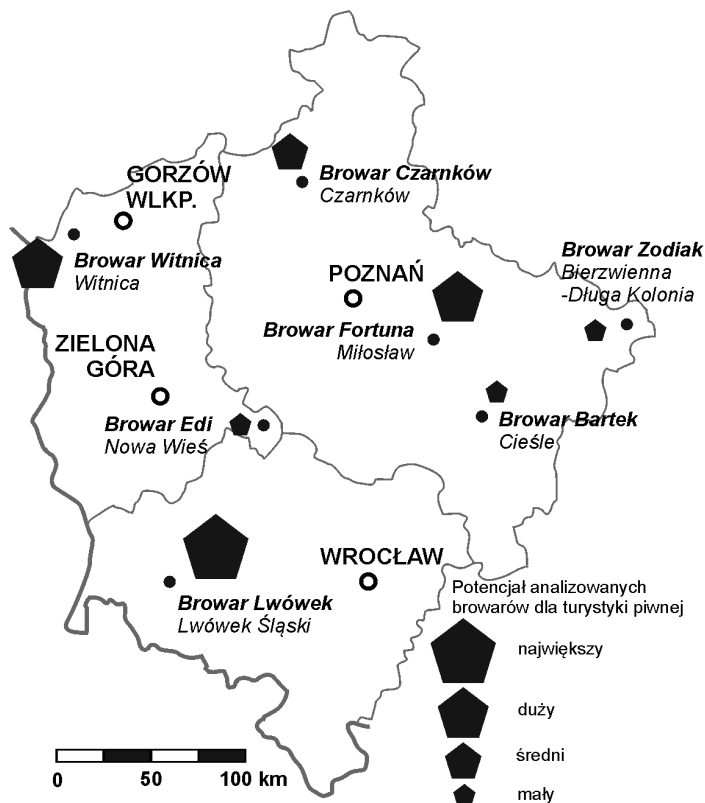 GORZÓW
WLKP.
Browar Czarnków
Czarnków
Browar Witnica
Witnica
Browar Zodiak
Bierzwienna
-Długa Kolonia
POZNAŃ
Browar Fortuna
Miłosław
ZIELONA
GÓRA
Browar Edi
Nowa Wieś
Browar Bartek
Cieśle
WROCŁAW
Browar Lwówek
Lwówek Śląski
Potencjał analizowanych
browarów dla turystyki piwnej
największy
duży
średni
mały
0 50 100 km